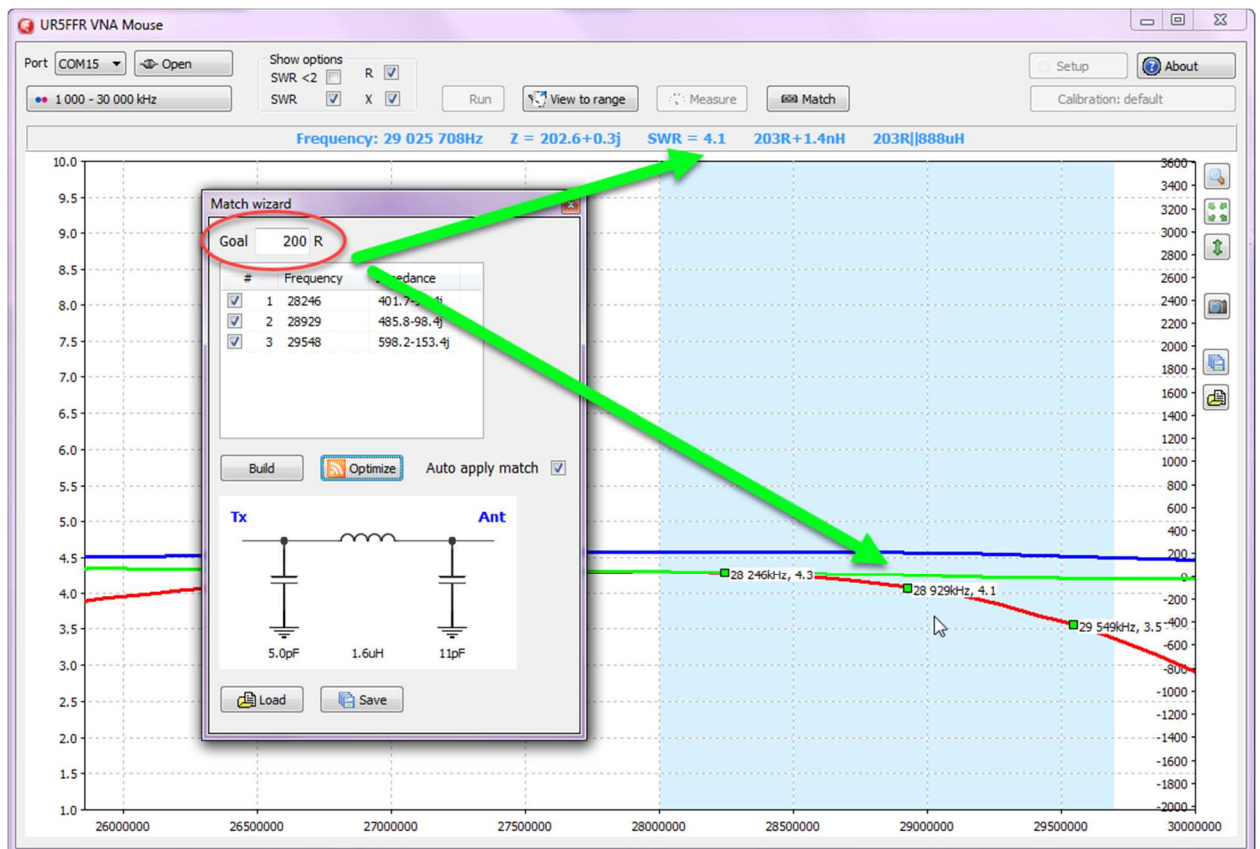 UR5FFR VNA Mouse
Port COM15 Open
Show options
SWR <2 R
SWR X
1 000 - 30 000 kHz
Run View to range Measure Match
Setup About
Calibration: default
Frequency: 29 025 708Hz Z = 202.6+0.3j SWR = 4.1 203R+1.4nH 203R||888uH
10.0
9.5
9.0
8.5
8.0
7.5
7.0
6.5
6.0
5.5
5.0
4.5
4.0
3.5
3.0
2.5
2.0
1.5
1.0
Match wizard
Goal 200 R
# Frequency
1 28246
2 28929 485.8-98.4j
3 29548 598.2-153.4j
Build Optimize Auto apply match
Tx Ant
5.0pF 1.6uH 11pF
Load Save
28 246kHz, 4.3
28 929kHz, 4.1
29 549kHz, 3.5
3600
3400
3200
3000
2800
2600
2400
2200
2000
1800
1600
1400
1200
1000
800
600
400
200
0
-200
-400
-600
-800
-1000
-1200
-1400
-1600
-1800
-2000
26000000 26500000 27000000 27500000 28000000 28500000 29000000 29500000 30000000